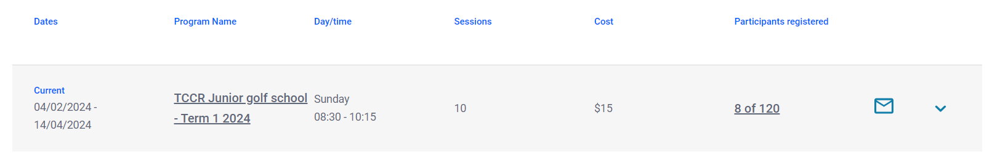 Dates
Program Name
Day/time
Sessions
Cost
Participants registered
Current
04/02/2024 -
14/04/2024
TCCR Junior golf school
- Term 1 2024
Sunday
08:30 - 10:15
10
$15
8 of 120